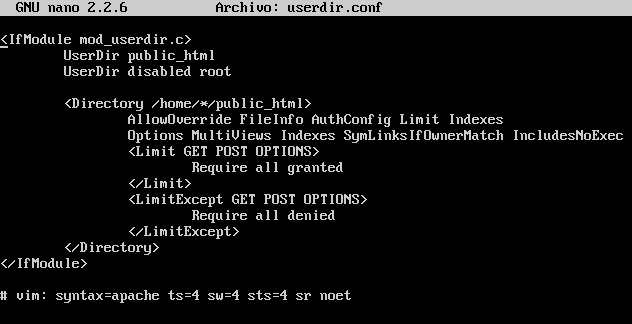 GNU nano 2.2.6 Archivo: userdir.conf
<IfModule mod_userdir.c>
UserDir public_html
UserDir disabled root
<Directory /home/*/public_html>
AllowOverride FileInfo AuthConfig Limit Indexes
Options MultiViews Indexes SymLinksIfOwnerMatch IncludesNoExec
<Limit GET POST OPTIONS>
Require all granted
</Limit>
<LimitExcept GET POST OPTIONS>
Require all denied
</LimitExcept>
</Directory>
</IfModule>
# vim: syntax=apache ts=4 sw=4 sts=4 sr noet